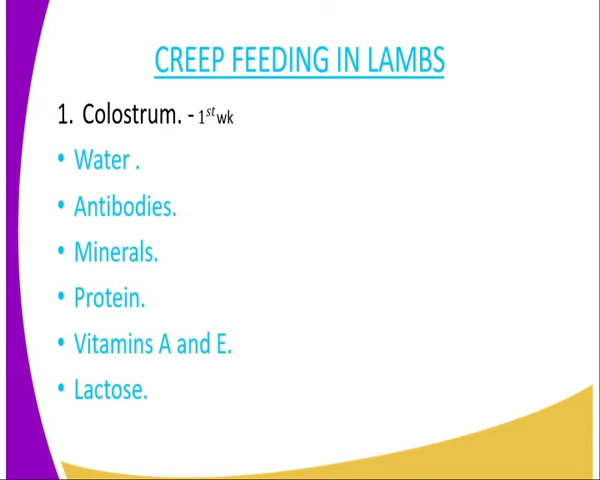 CREEP FEEDING IN LAMBS
1. Colostrum. - 1st wk
• Water .
• Antibodies.
• Minerals.
• Protein.
• Vitamins A and E.
• Lactose.